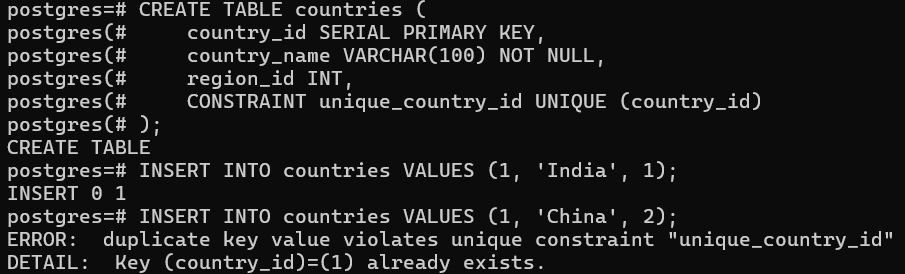 postgres=# CREATE TABLE countries (
postgres(#     country_id SERIAL PRIMARY KEY,
postgres(#     country_name VARCHAR(100) NOT NULL,
postgres(#     region_id INT,
postgres(#     CONSTRAINT unique_country_id UNIQUE (country_id)
postgres(# );
CREATE TABLE
postgres=# INSERT INTO countries VALUES (1, 'India', 1);
INSERT 0 1
postgres=# INSERT INTO countries VALUES (1, 'China', 2);
ERROR:  duplicate key value violates unique constraint "unique_country_id"
DETAIL:  Key (country_id)=(1) already exists.